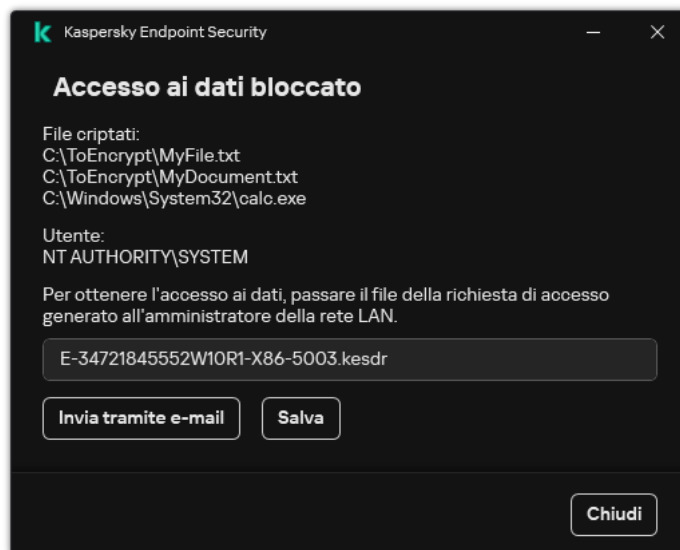 Kaspersky Endpoint Security
Accesso ai dati bloccato
File criptati:
C:\ToEncrypt\MyFile.txt
C:\ToEncrypt\MyDocument.txt
C:\Windows\System32\calc.exe
Utente:
NT AUTHORITY\SYSTEM
Per ottenere l'accesso ai dati, passare il file della richiesta di accesso
generato all'amministratore della rete LAN.
E-34721845552W10R1-X86-5003.kesdr
Invia tramite e-mail
Salva
Chiudi